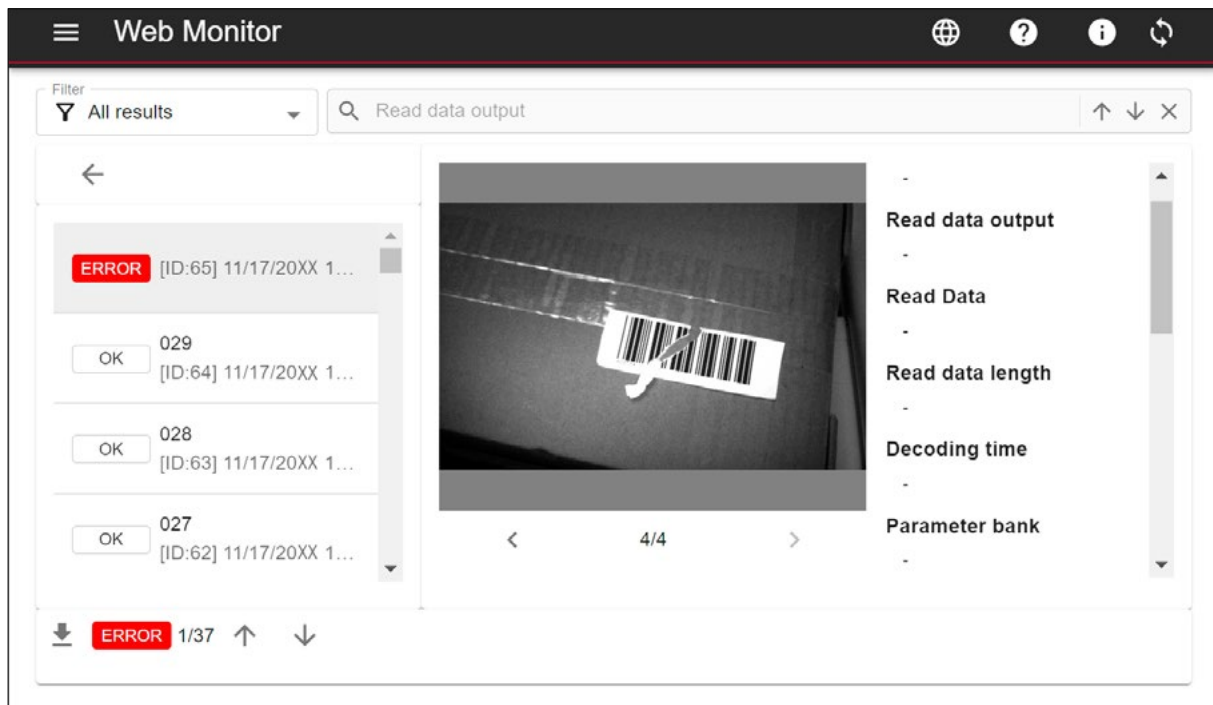 Web Monitor
Filter
All results
Read data output
ERROR [ID:65] 11/17/20XX 1...
OK
029
[ID:64] 11/17/20XX 1...
OK
028
[ID:63] 11/17/20XX 1...
OK
027
[ID:62] 11/17/20XX 1...
4/4
-
Read data output
-
Read Data
-
Read data length
-
Decoding time
-
Parameter bank
-
ERROR 1/37